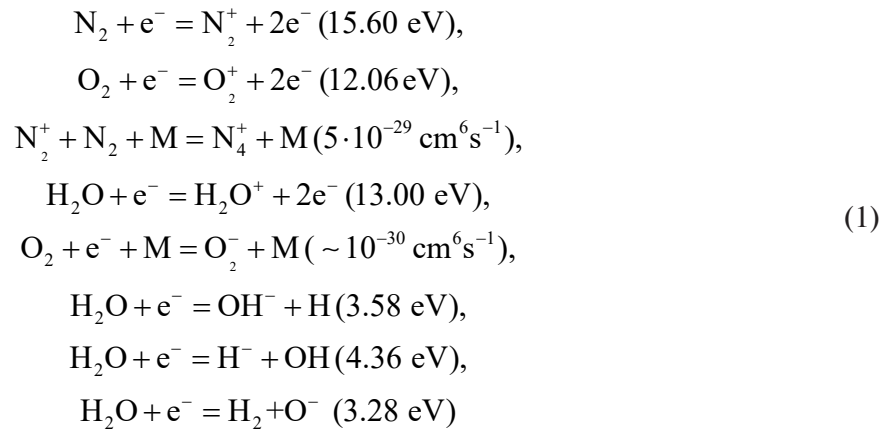 N₂ + e⁻ = N₂⁺ + 2e⁻ (15.60 eV),
O₂ + e⁻ = O₂⁺ + 2e⁻ (12.06 eV),
N₂⁺ + N₂ + M = N₄⁺ + M (5·10⁻²⁹ cm⁶s⁻¹),
H₂O + e⁻ = H₂O⁺ + 2e⁻ (13.00 eV),
(1)
O₂ + e⁻ + M = O₂⁻ + M ( ~ 10⁻³⁰ cm⁶s⁻¹),
H₂O + e⁻ = OH⁻ + H (3.58 eV),
H₂O + e⁻ = H⁻ + OH (4.36 eV),
H₂O + e⁻ = H₂+O⁻ (3.28 eV)